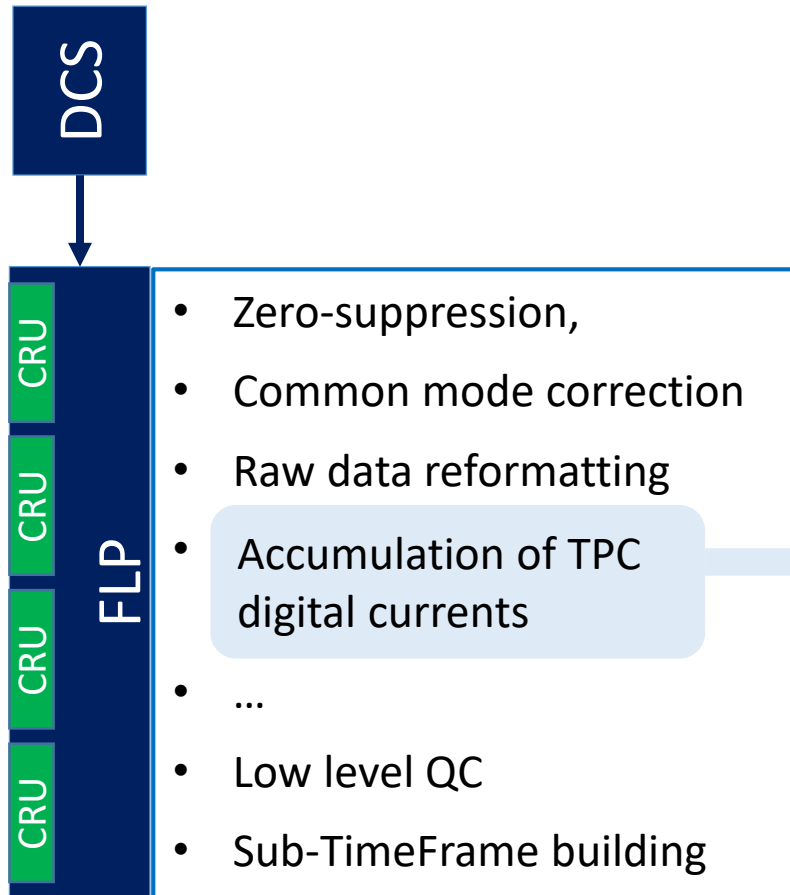 DCS
CRU
CRU
CRU
CRU
FLP
• Zero-suppression,
• Common mode correction
• Raw data reformatting
• Accumulation of TPC
digital currents
• …
• Low level QC
• Sub-TimeFrame building